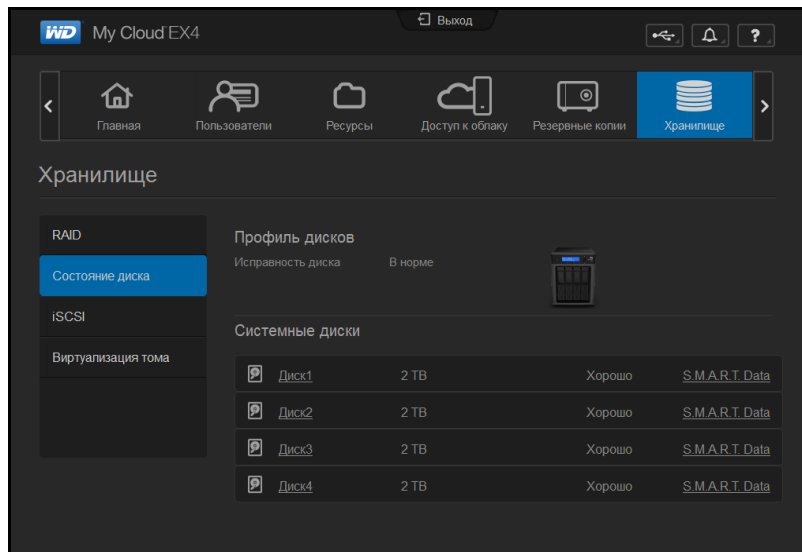 WD My Cloud EX4
Выход
?
Главная
Пользователи
Ресурсы
Доступ к облаку
Резервные копии
Хранилище
Хранилище
RAID
Состояние диска
iSCSI
Виртуализация тома
Профиль дисков
Исправность диска В норме
Системные диски
Диск1 2 TB Хорошо S.M.A.R.T. Data
Диск2 2 TB Хорошо S.M.A.R.T. Data
Диск3 2 TB Хорошо S.M.A.R.T. Data
Диск4 2 TB Хорошо S.M.A.R.T. Data